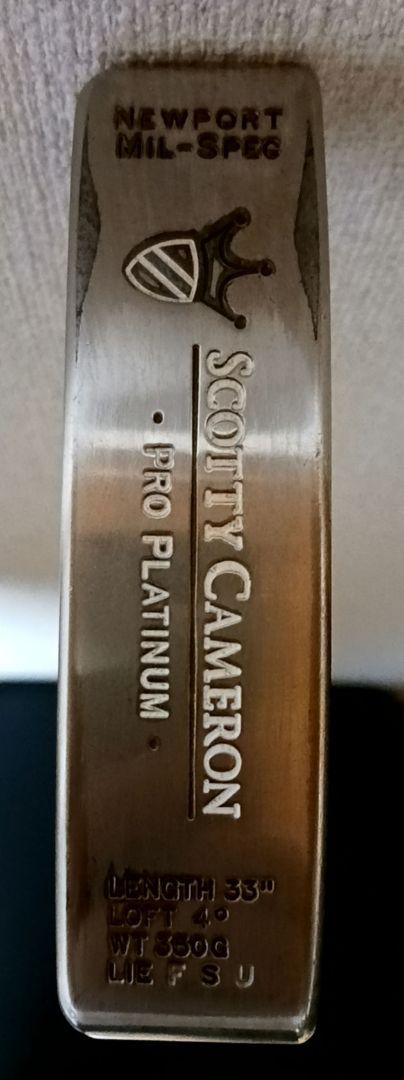 NEWPORT
MIL-SPEC
SCOTTY CAMERON
• PRO PLATINUM •
LENGTH 33"
LOFT 4°
WT 350G
LIE F S U